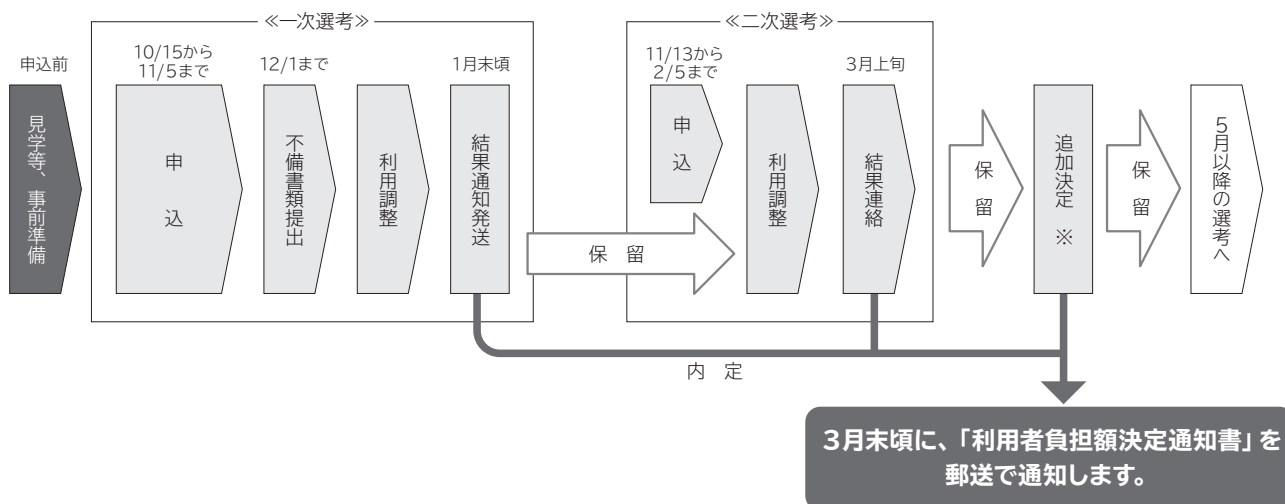 ≪一次選考≫
≪二次選考≫
申込前
10/15から
11/5まで
12/1まで
1月末頃
11/13から
2/5まで
3月上旬
見学等、事前準備
申込
不備書類提出
利用調整
結果通知発送
保留
申込
利用調整
結果連絡
保留
追加決定 ※
保留
5月以降の選考へ
内定
3月末頃に、「利用者負担額決定通知書」を
郵送で通知します。